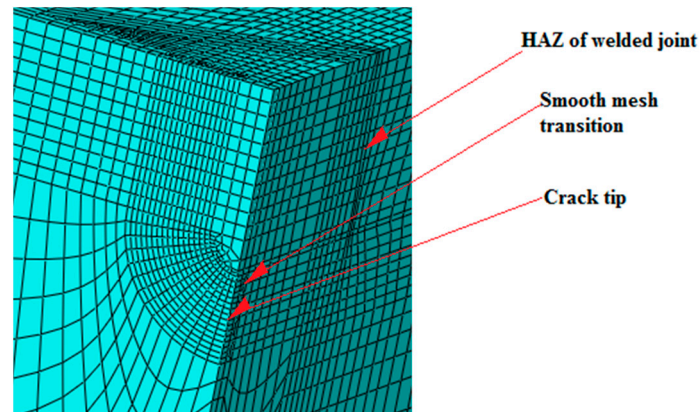 HAZ of welded joint
Smooth mesh
transition
Crack tip